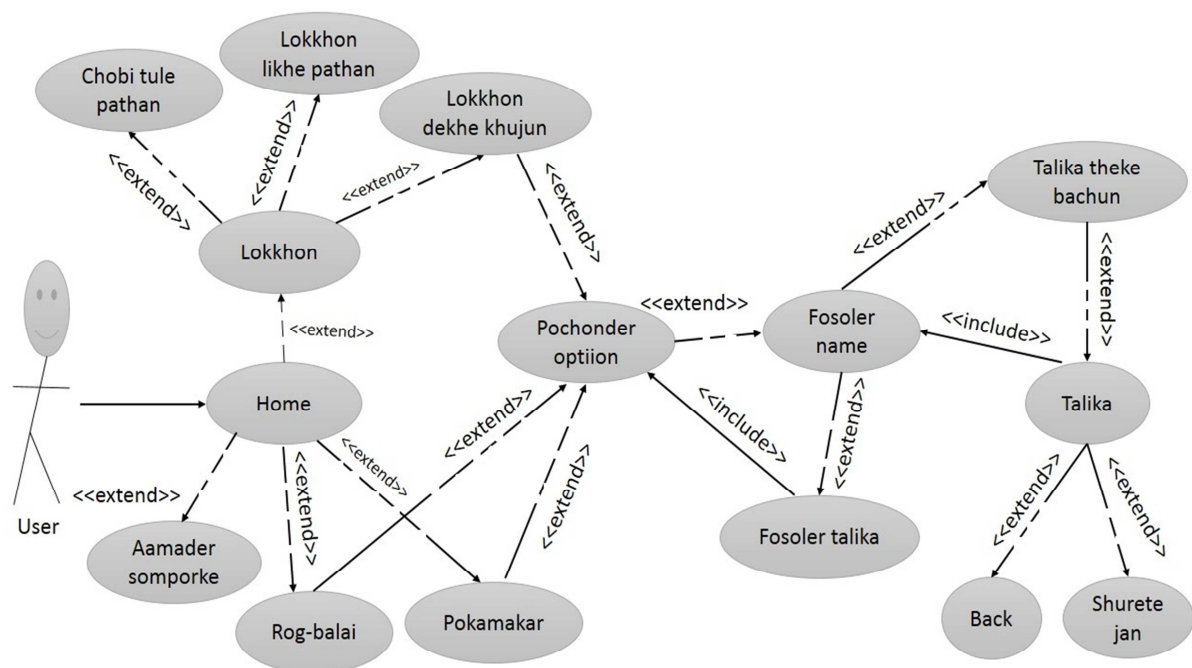 Lokkhon
likhe pathan
Chobi tule
pathan
Lokkhon
dekhe khujun
<<extend>>
<<extend>>
<<extend>>
<<extend>>
Talika theke
bachun
<<extend>>
<<extend>>
Lokkhon
<<extend>>
<<extend>>
Pochonder
optiion
Fosoler
name
<<include>>
Home
<<extend>>
<<extend>>
<<include>>
<<extend>>
Talika
<<extend>>
<<extend>>
<<extend>>
User
Aamader
somporke
Fosoler talika
<<extend>>
<<extend>>
Rog-balai
Pokamakar
Back
Shurete
jan